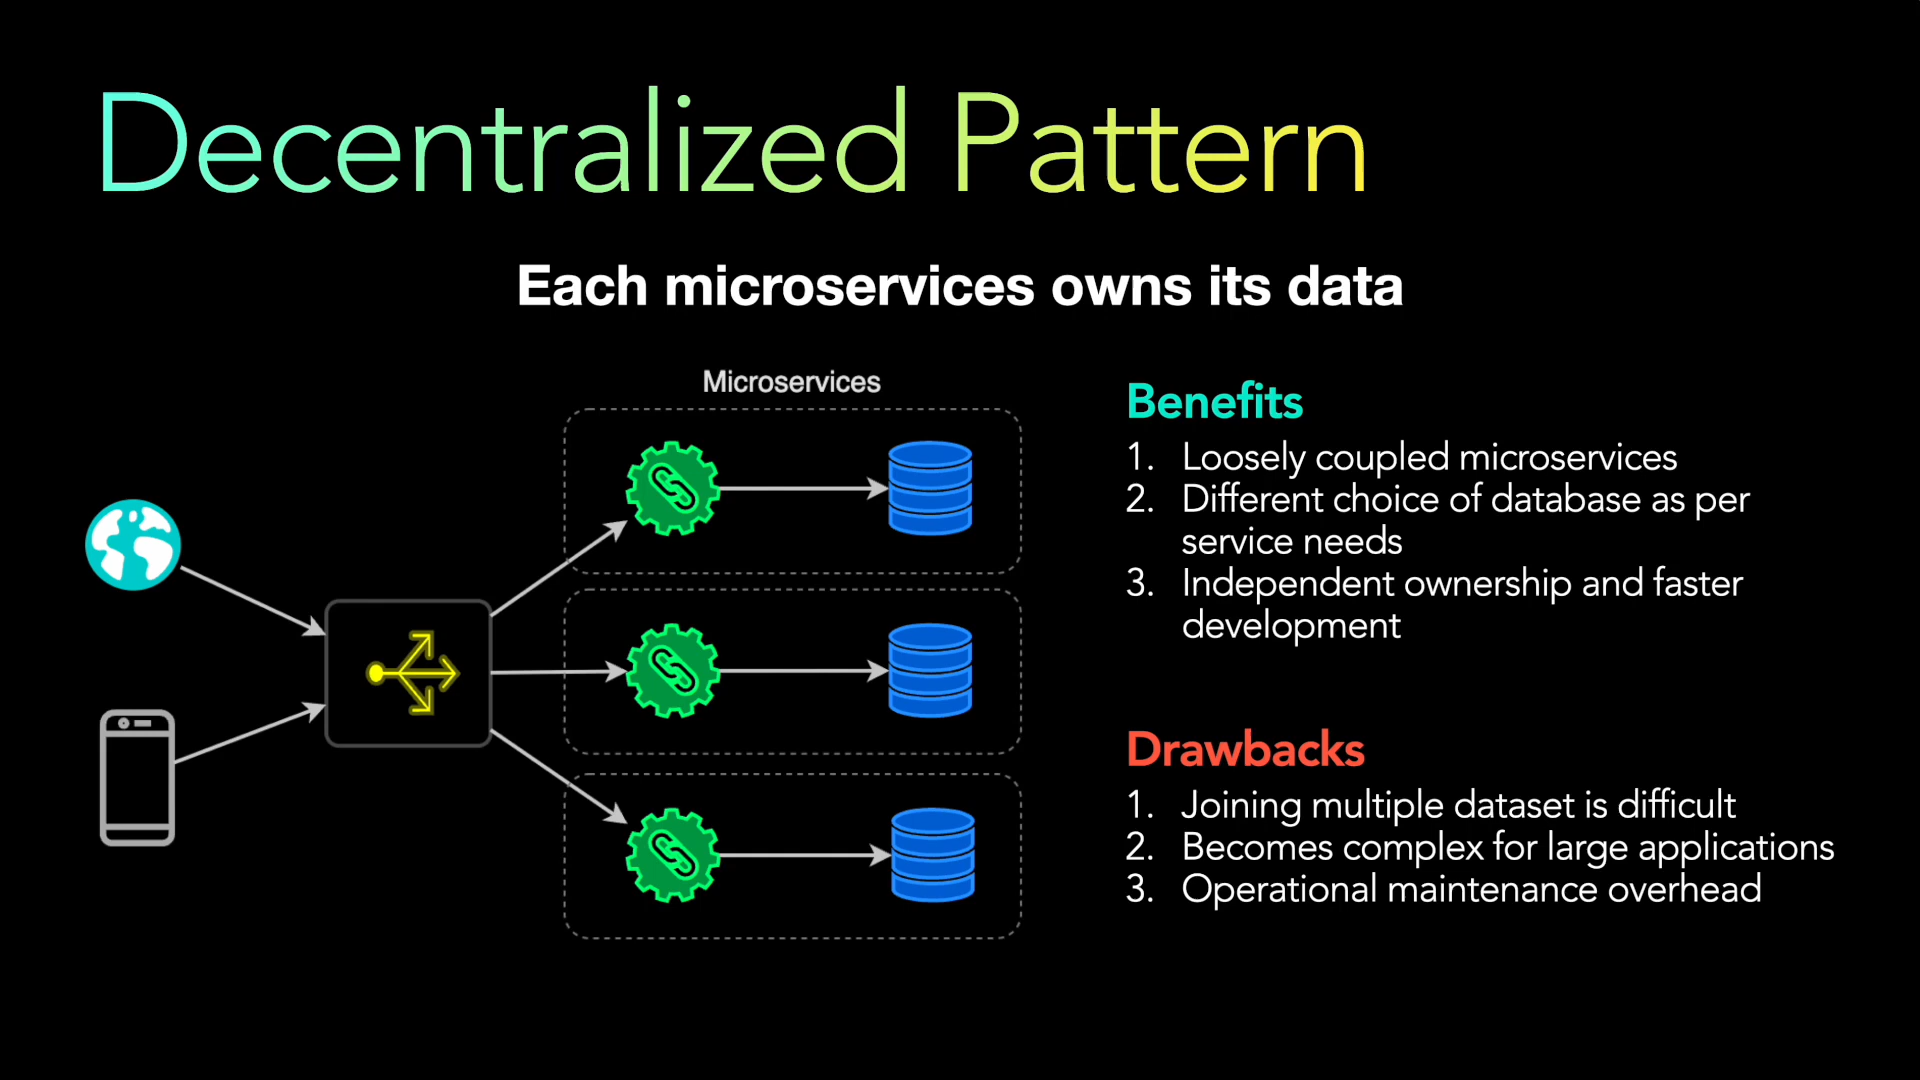 Decentralized Pattern
Each microservices owns its data
Microservices
Benefits
1. Loosely coupled microservices
2. Different choice of database as per
service needs
3. Independent ownership and faster
development
Drawbacks
1. Joining multiple dataset is difficult
2. Becomes complex for large applications
3. Operational maintenance overhead